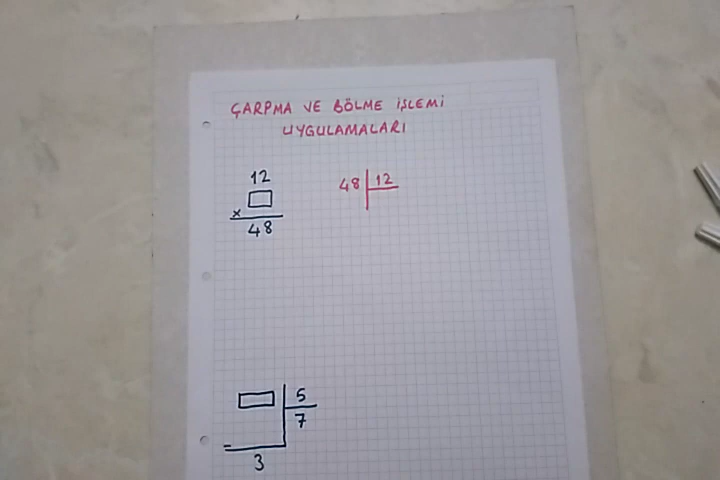 ÇARPMA VE BÖLME İŞLEMİ
UYGULAMALARI
12
x
48
48 12
5
7
-
3